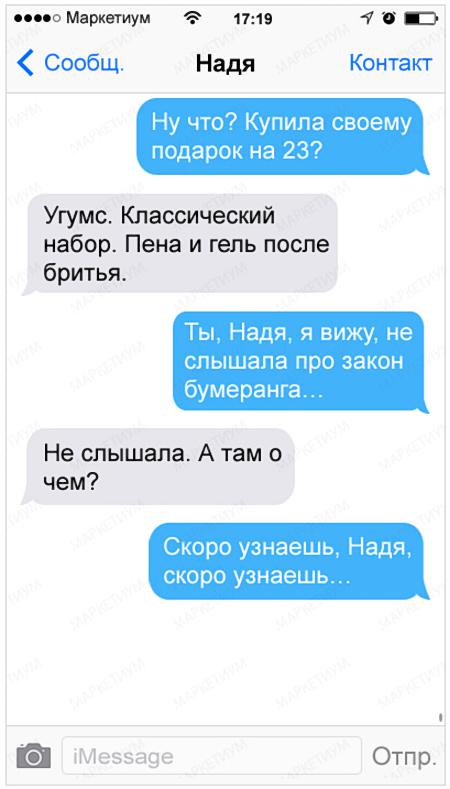 Маркетиум 17:19
Сообщ. Надя Контакт
Ну что? Купила своему
подарок на 23?
Угумс. Классический
набор. Пена и гель после
бритья.
Ты, Надя, я вижу, не
слышала про закон
бумеранга…
Не слышала. А там о
чем?
Скоро узнаешь, Надя,
скоро узнаешь…
iMessage Отпр.